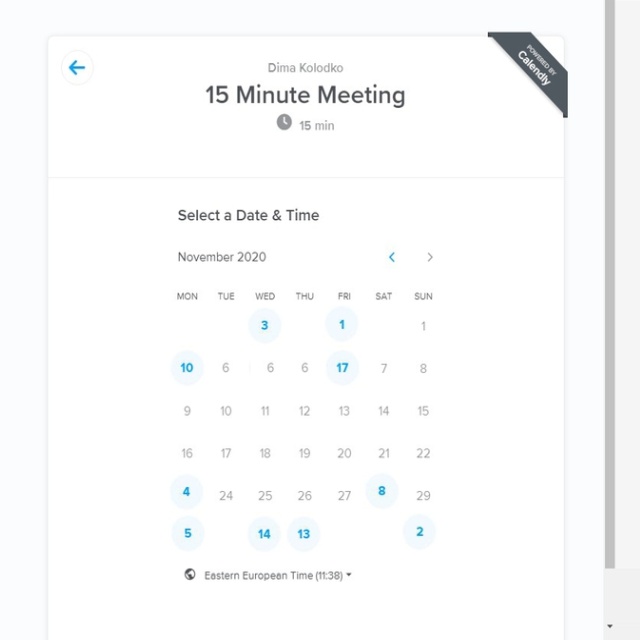 POWERED BY
Calendly
Dima Kolodko
15 Minute Meeting
15 min
Select a Date & Time
November 2020
MON TUE WED THU FRI SAT SUN
3 1 1
10 6 6 6 17 7 8
9 10 11 12 13 14 15
16 17 18 19 20 21 22
4 24 25 26 27 8 29
5 14 13 2
Eastern European Time (11:38)